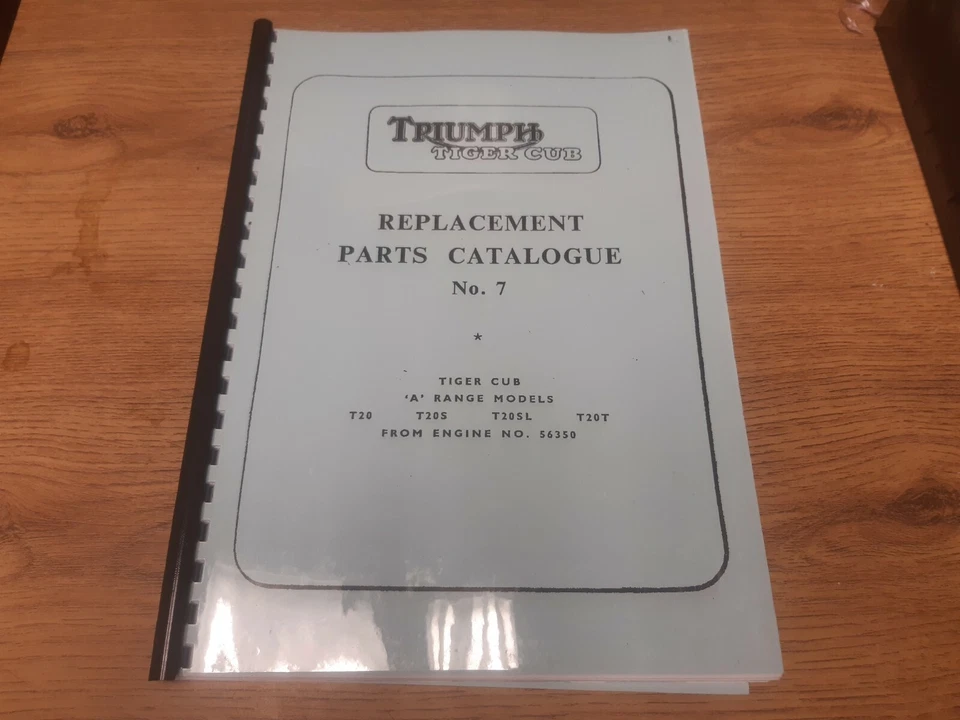 TRIUMPH
TIGER CUB
REPLACEMENT
PARTS CATALOGUE
No. 7
*
TIGER CUB
'A' RANGE MODELS
T20 T20S T20SL T20T
FROM ENGINE NO. 56350